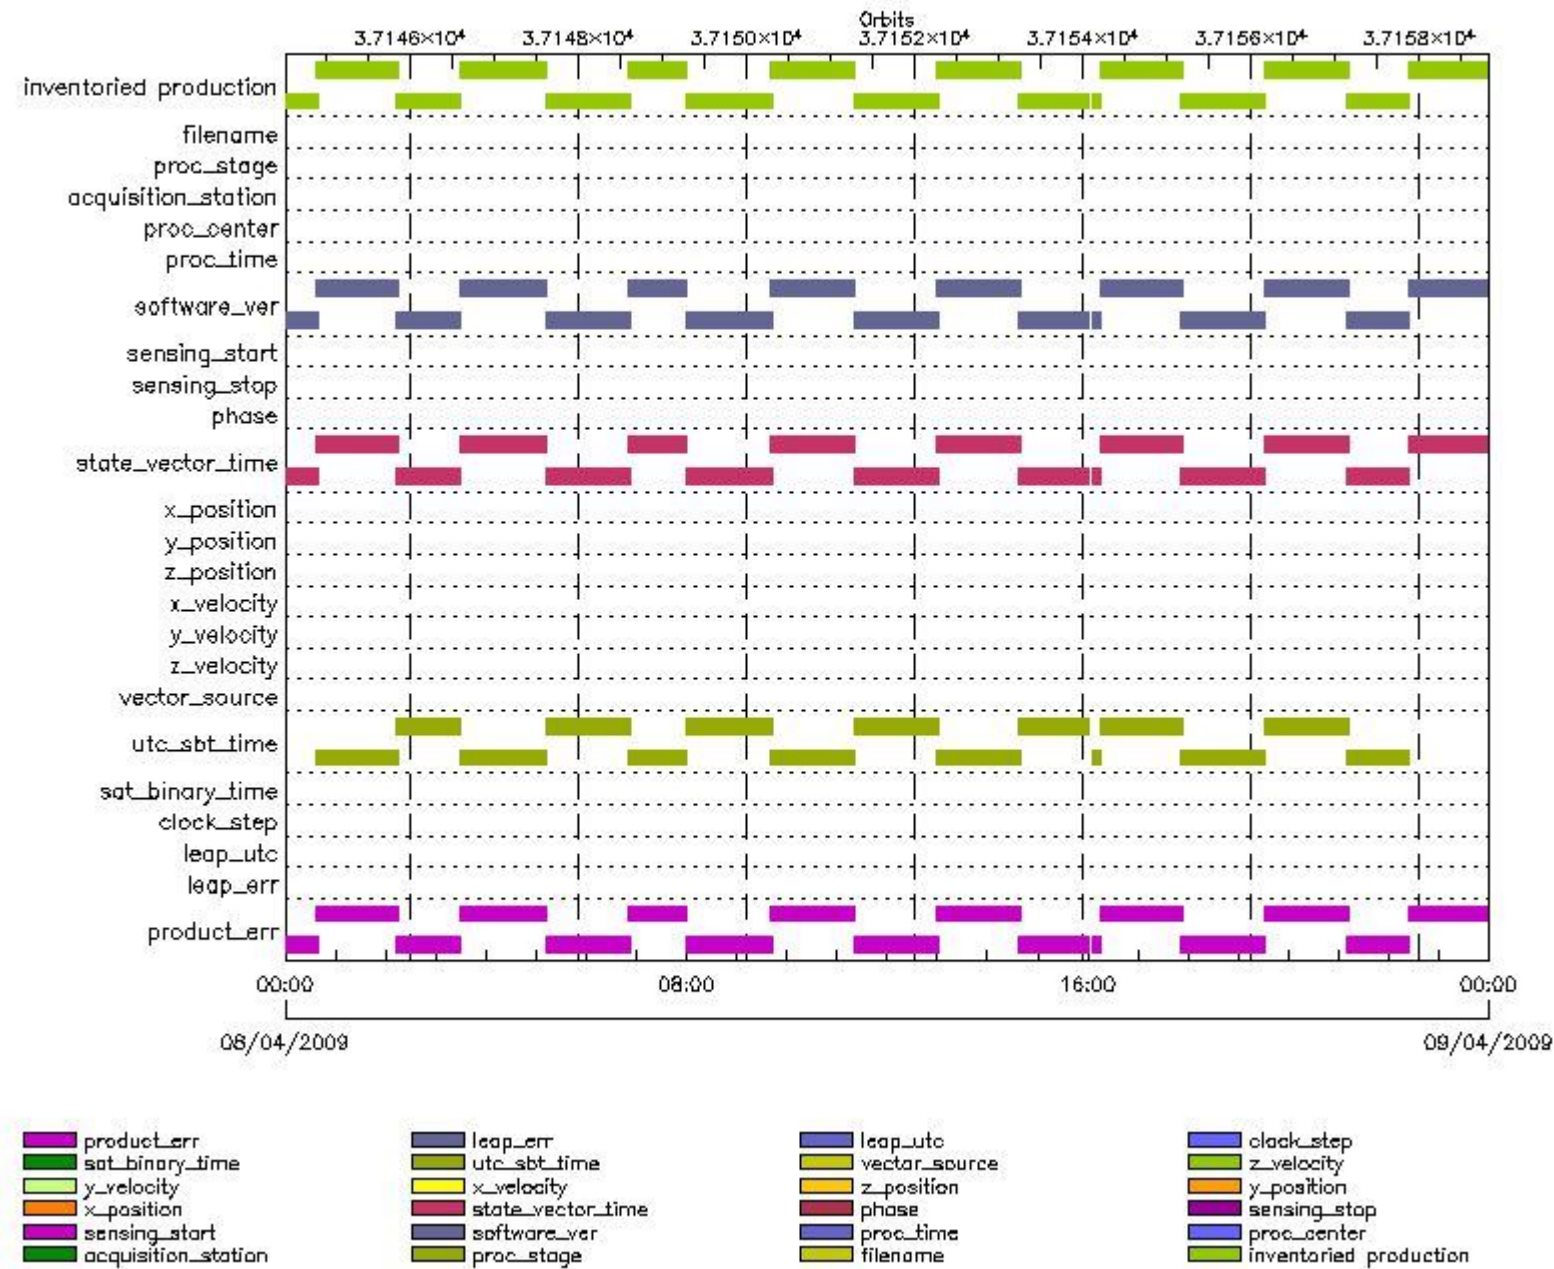 Orbits
3.7146×10⁴ 3.7148×10⁴ 3.7150×10⁴ 3.7152×10⁴ 3.7154×10⁴ 3.7156×10⁴ 3.7158×10⁴
inventoried production
filename
proc_stage
acquisition_station
proc_center
proc_time
software_ver
sensing_start
sensing_stop
phase
state_vector_time
x_position
y_position
z_position
x_velocity
y_velocity
z_velocity
vector_source
utc_sbt_time
sat_binary_time
clock_step
leap_utc
leap_err
product_err
00:00 08:00 16:00 00:00
08/04/2009 09/04/2009
product_err leap_err leap_utc clock_step
sat_binary_time utc_sbt_time vector_source z_velocity
y_velocity x_velocity z_position y_position
x_position state_vector_time phase sensing_stop
sensing_start software_ver proc_time proc_center
acquisition_station proc_stage filename inventoried production